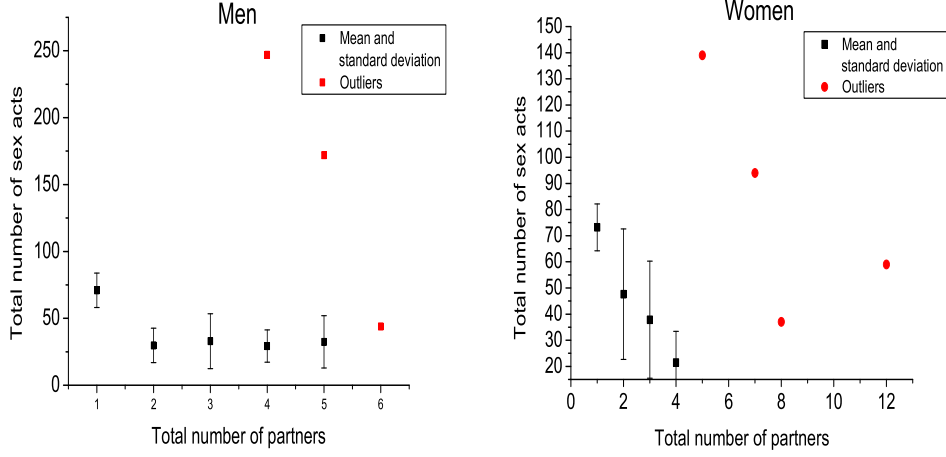 Men
Total number of sex acts
250
200
150
100
50
0
1 2 3 4 5 6
Total number of partners
Mean and
standard deviation
Outliers
Women
Total number of sex acts
150
140
130
120
110
100
90
80
70
60
50
40
30
20
0 2 4 6 8 10 12
Total number of partners
Mean and
standard deviation
Outliers